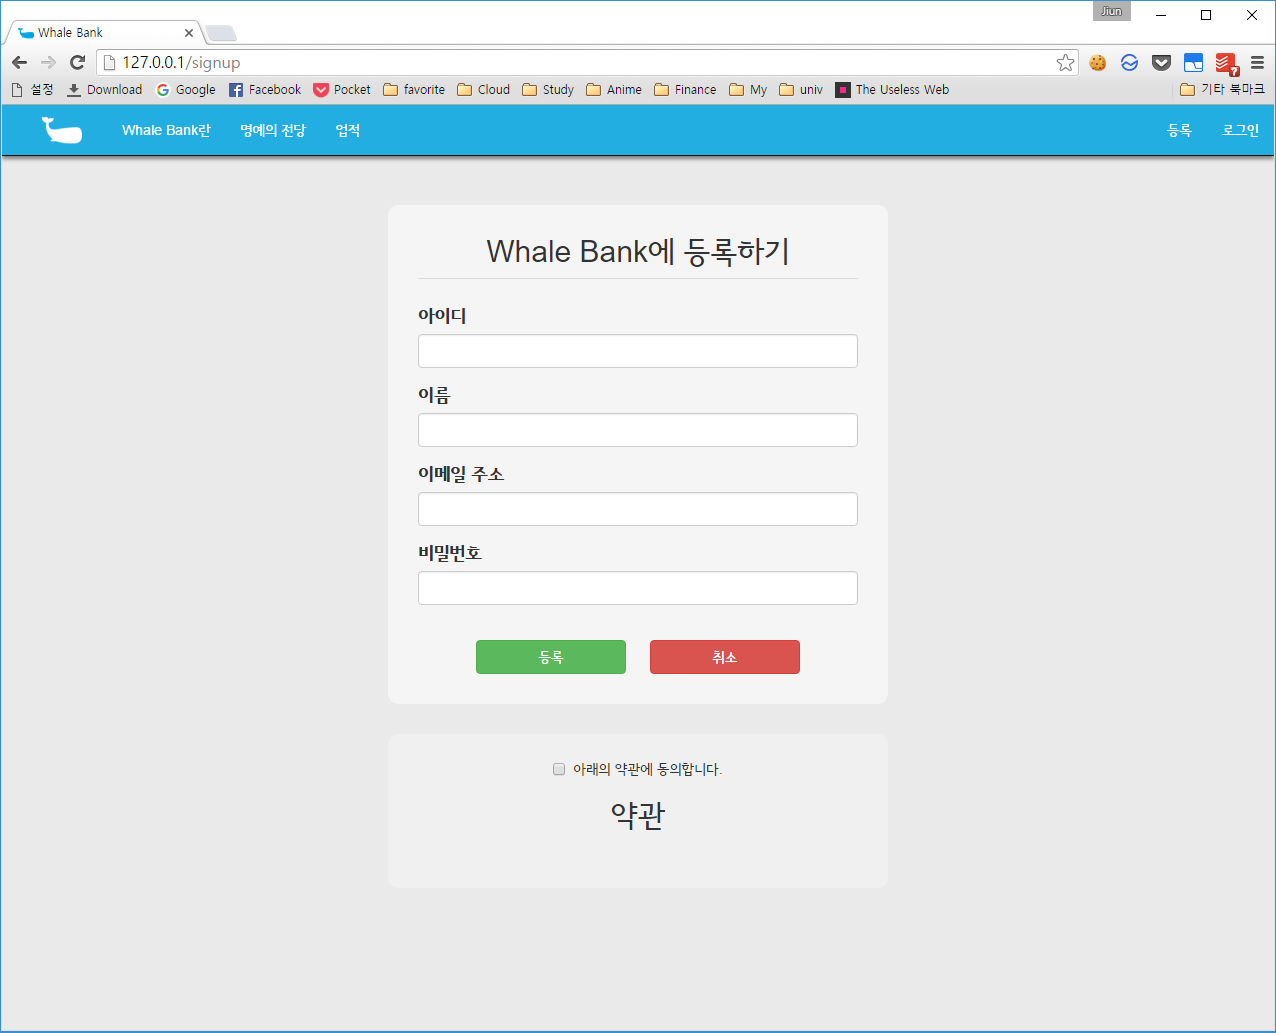 Jiun
Whale Bank
127.0.0.1/signup
설정 Download Google Facebook Pocket favorite Cloud Study Anime Finance My univ The Useless Web 기타 북마크
Whale Bank란 명예의 전당 업적 등록 로그인
Whale Bank에 등록하기
아이디
이름
이메일 주소
비밀번호
등록 취소
아래의 약관에 동의합니다.
약관